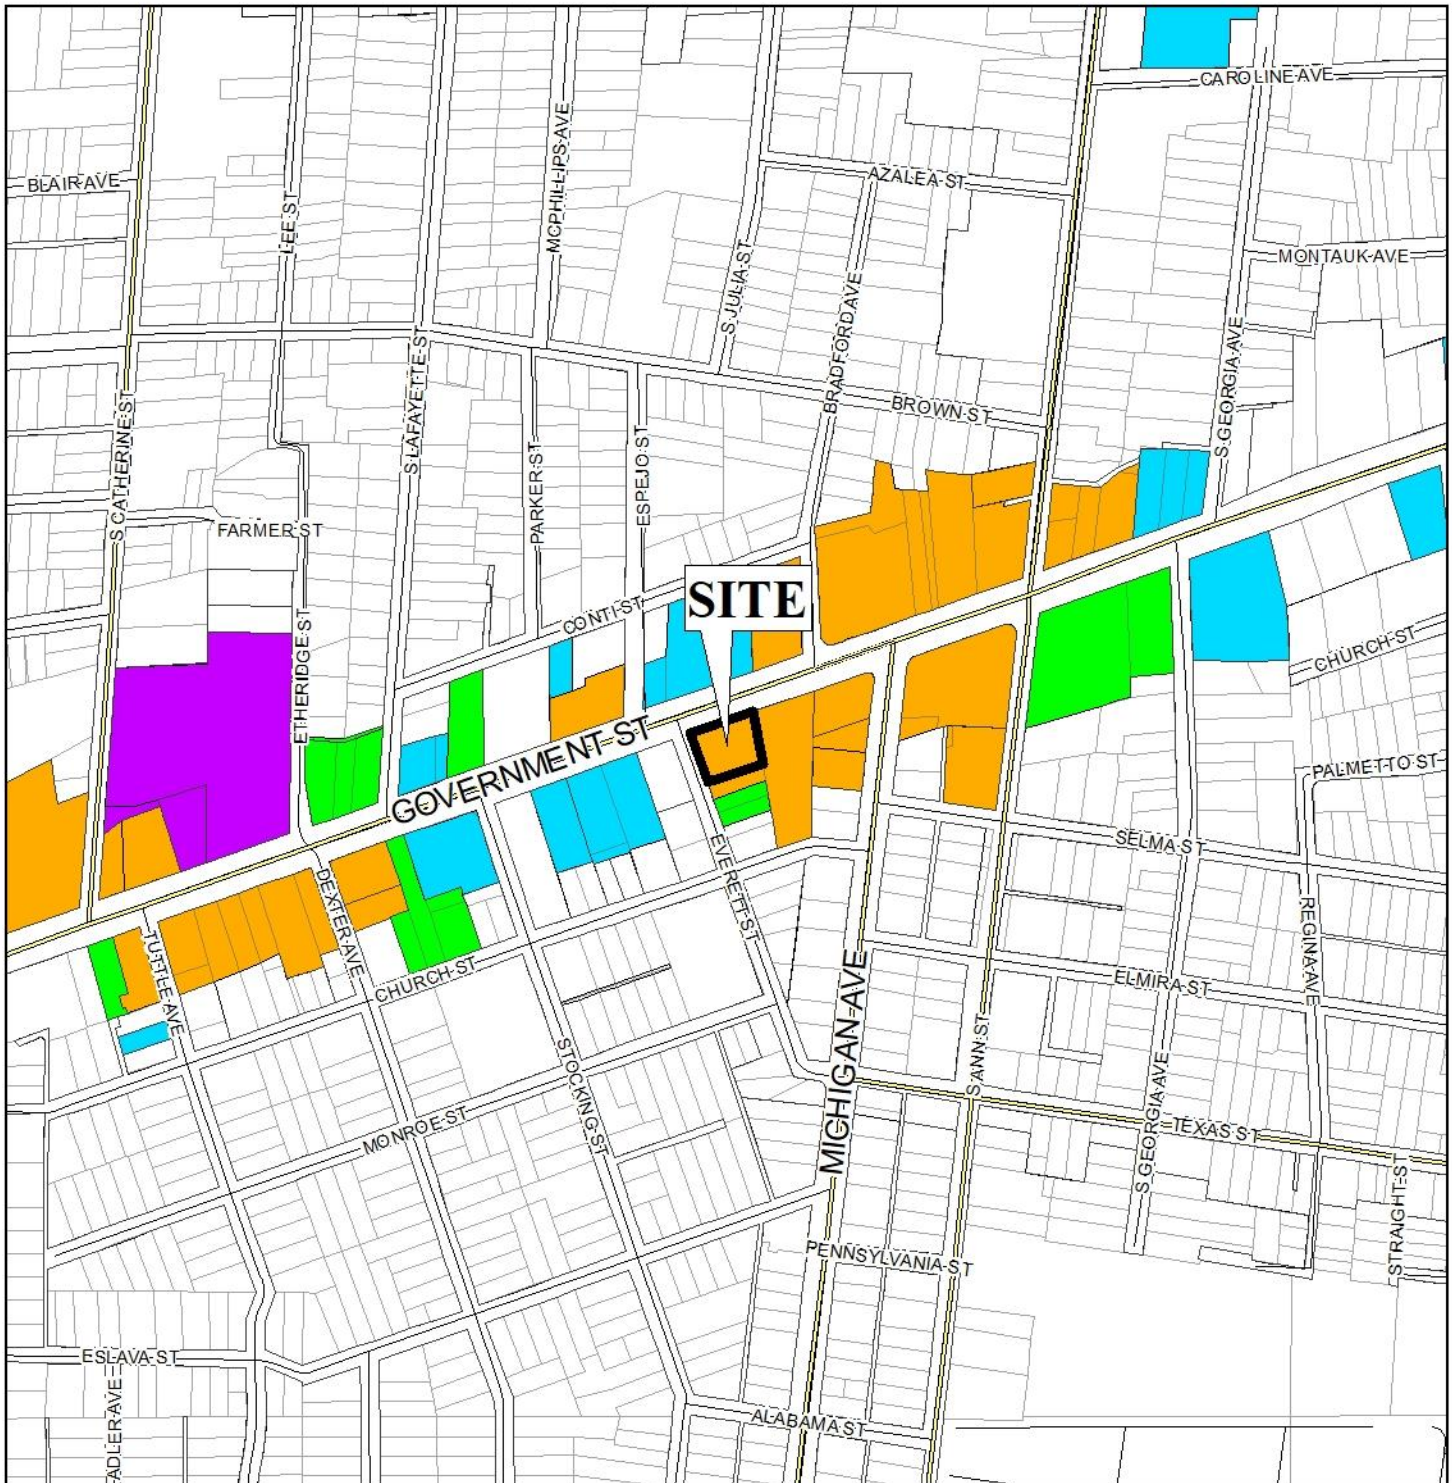 CAROLINE AVE
BLAIR AVE
AZALEA ST
MCPHILLIPS AVE
LEE ST
MONTAUK AVE
S JULIA ST
BRADFORD AVE
S GEORGIA AVE
S LAFAYETTE ST
BROWN ST
S CATHERINE ST
PARKER ST
ESPEJO ST
FARMER ST
SITE
CONTI ST
ETHERIDGE ST
CHURCH ST
GOVERNMENT ST
PALMETTO ST
SELMA ST
EVERETT ST
DEXTER AVE
TUTTLE AVE
CHURCH ST
REGINA AVE
ELMIRA ST
MICHIGAN AVE
S ANN ST
STOCKING ST
MONROE ST
S GEORGIA AVE
TEXAS ST
STRAIGHT ST
PENNSYLVANIA ST
ESLAVA ST
ADLER AVE
ALABAMA ST